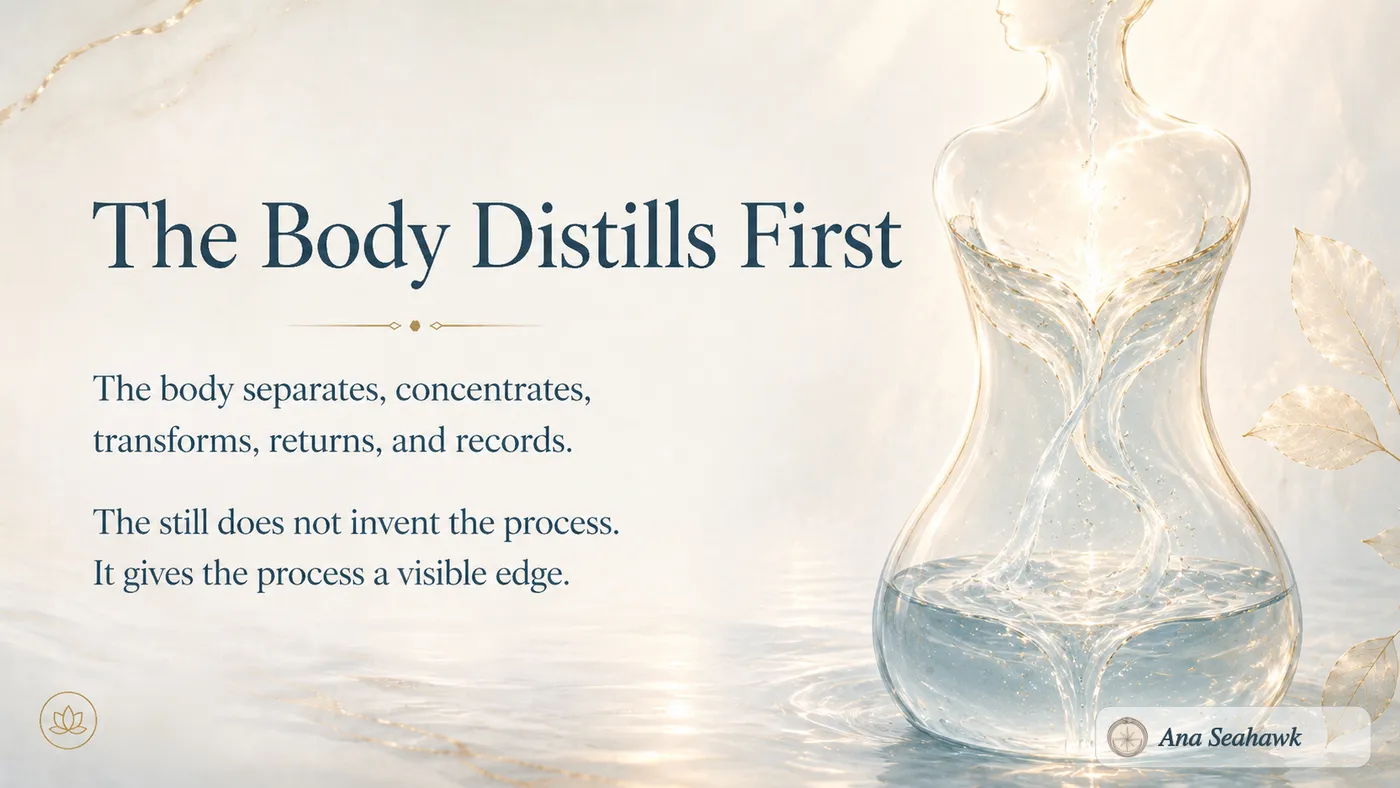 The Body Distills First
The body separates, concentrates,
transforms, returns, and records.
The still does not invent the process.
It gives the process a visible edge.
Ana Seahawk